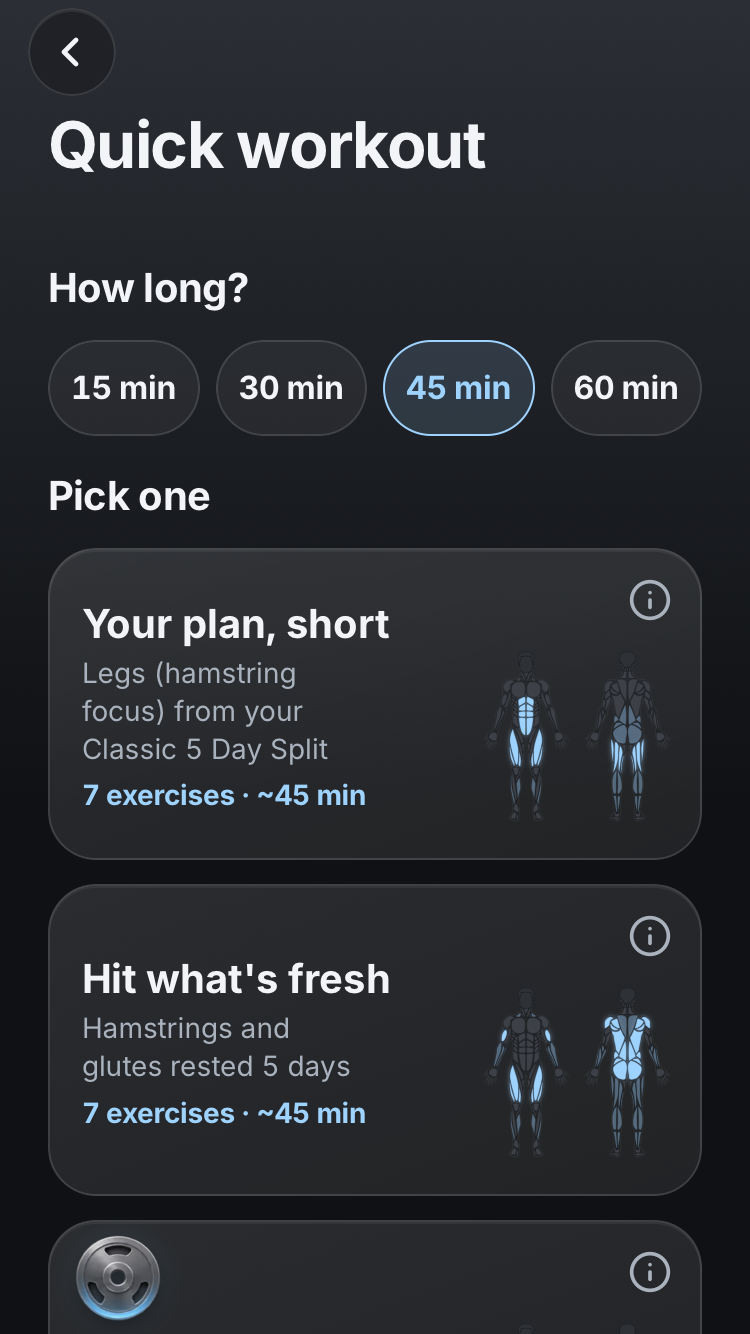 Quick workout
How long?
15 min
30 min
45 min
60 min
Pick one
Your plan, short
Legs (hamstring
focus) from your
Classic 5 Day Split
7 exercises · ~45 min
Hit what's fresh
Hamstrings and
glutes rested 5 days
7 exercises · ~45 min